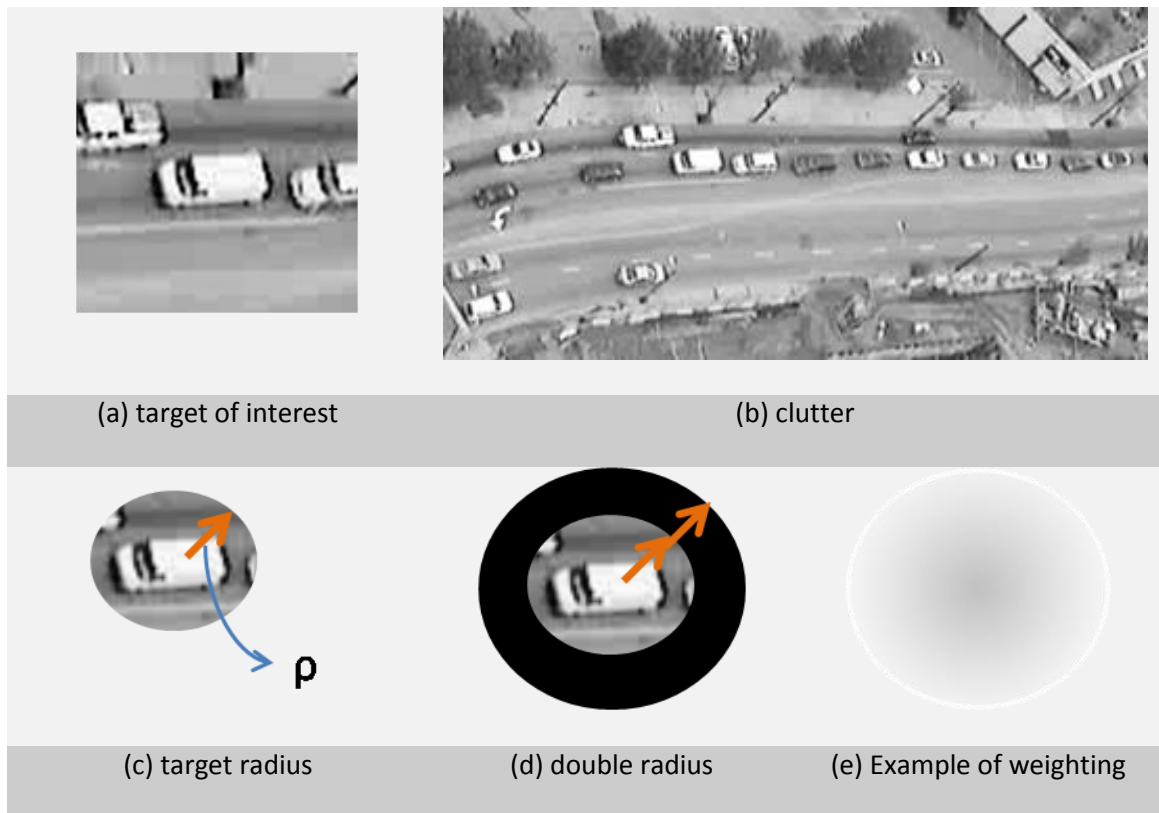 (a) target of interest
(b) clutter
ρ
(c) target radius
(d) double radius
(e) Example of weighting